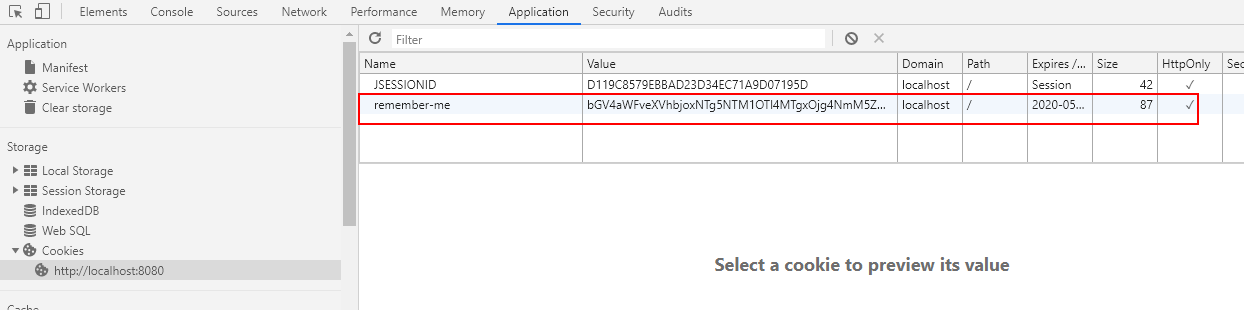 Elements Console Sources Network Performance Memory Application Security Audits
Application
Manifest
Service Workers
Clear storage
Storage
Local Storage
Session Storage
IndexedDB
Web SQL
Cookies
http://localhost:8080
Filter
Name Value Domain Path Expires /... Size HttpOnly Sec
JSESSIONID D119C8579EBBAD23D34EC71A9D07195D localhost / Session 42 ✓
remember-me bGV4aWFveXVhbjoxNTg5NTM1OTI4MTgxOjg4NmM5Z... localhost / 2020-05... 87 ✓
Select a cookie to preview its value